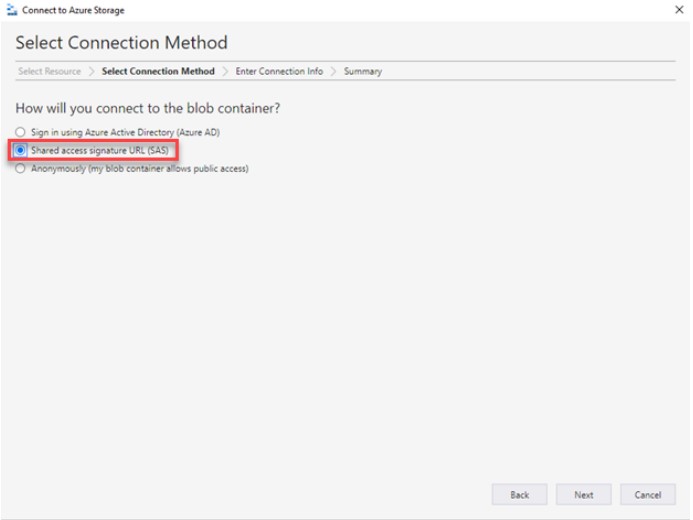 Connect to Azure Storage
Select Connection Method
Select Resource > Select Connection Method > Enter Connection Info > Summary
How will you connect to the blob container?
Sign in using Azure Active Directory (Azure AD)
Shared access signature URL (SAS)
Anonymously (my blob container allows public access)
Back Next Cancel